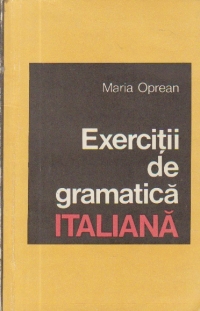 Maria Oprean
Exerciții
de
gramatică
ITALIANĂ